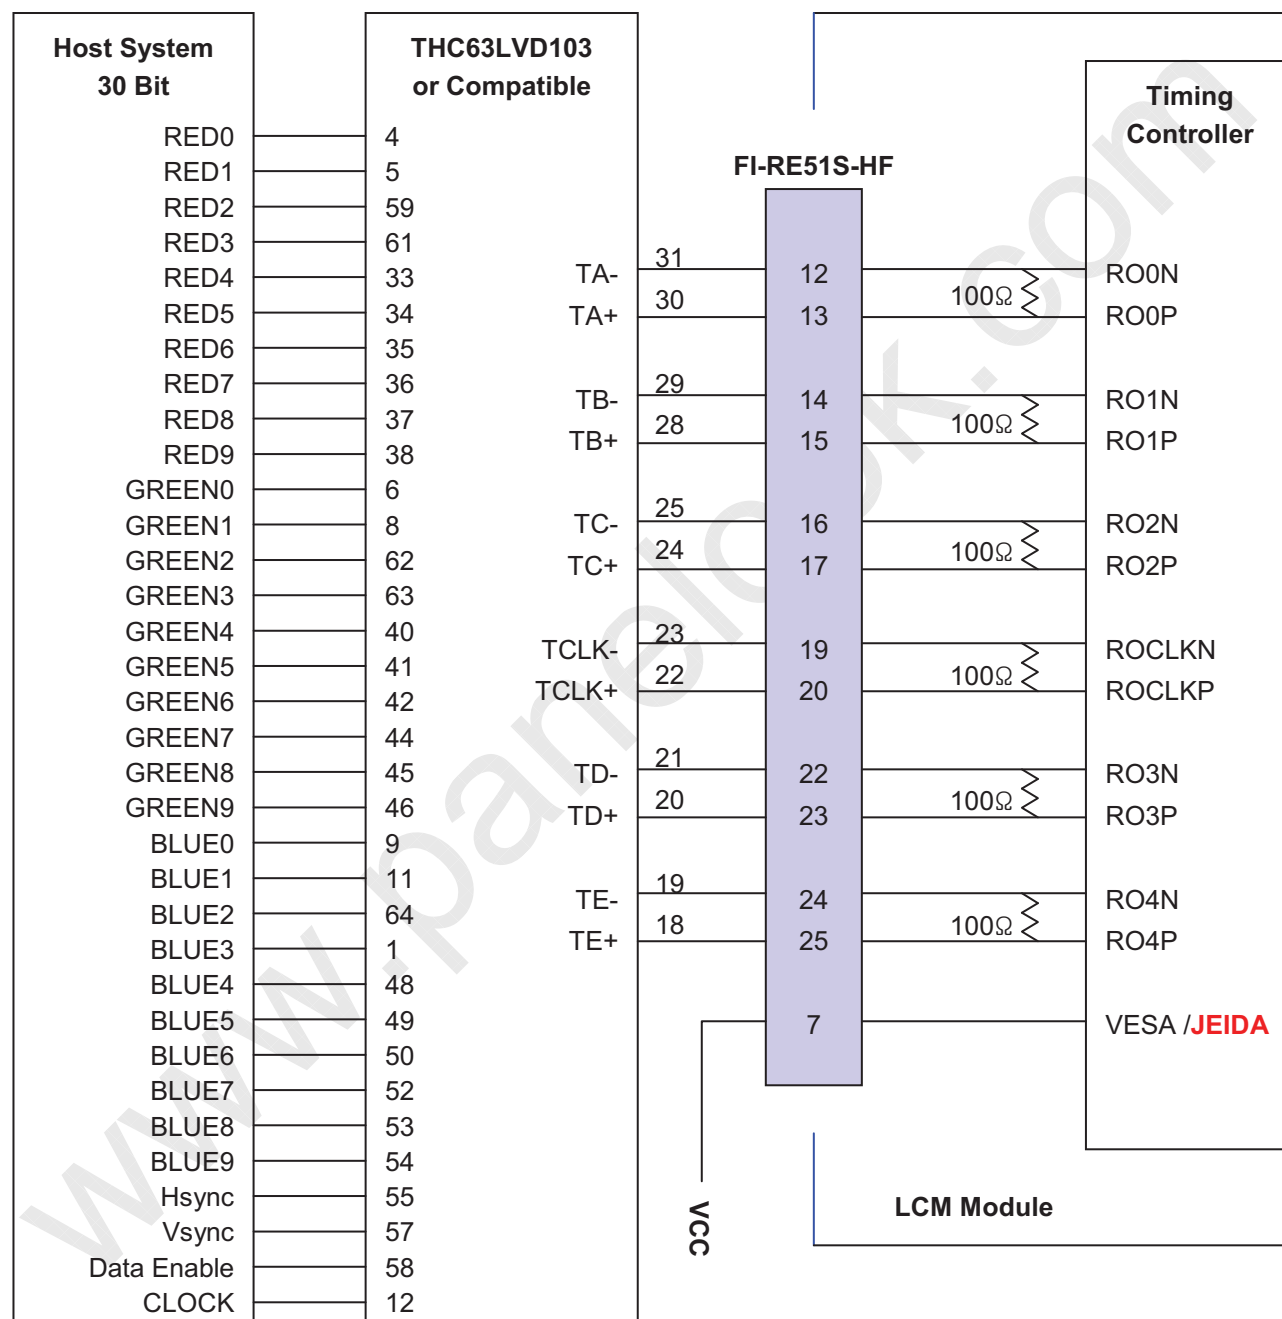 Host System
30 Bit
RED0
RED1
RED2
RED3
RED4
RED5
RED6
RED7
RED8
RED9
GREEN0
GREEN1
GREEN2
GREEN3
GREEN4
GREEN5
GREEN6
GREEN7
GREEN8
GREEN9
BLUE0
BLUE1
BLUE2
BLUE3
BLUE4
BLUE5
BLUE6
BLUE7
BLUE8
BLUE9
Hsync
Vsync
Data Enable
CLOCK
THC63LVD103
or Compatible
4
5
59
61
33
34
35
36
37
38
6
8
62
63
40
41
42
44
45
46
9
11
64
1
48
49
50
52
53
54
55
57
58
12
TA-
TA+
TB-
TB+
TC-
TC+
TCLK-
TCLK+
TD-
TD+
TE-
TE+
31
30
29
28
25
24
23
22
21
20
19
18
FI-RE51S-HF
12
13
14
15
16
17
19
20
22
23
24
25
7
VCC
100Ω
100Ω
100Ω
100Ω
100Ω
100Ω
Timing
Controller
RO0N
RO0P
RO1N
RO1P
RO2N
RO2P
ROCLKN
ROCLKP
RO3N
RO3P
RO4N
RO4P
VESA /JEIDA
LCM Module
www.panelook.com